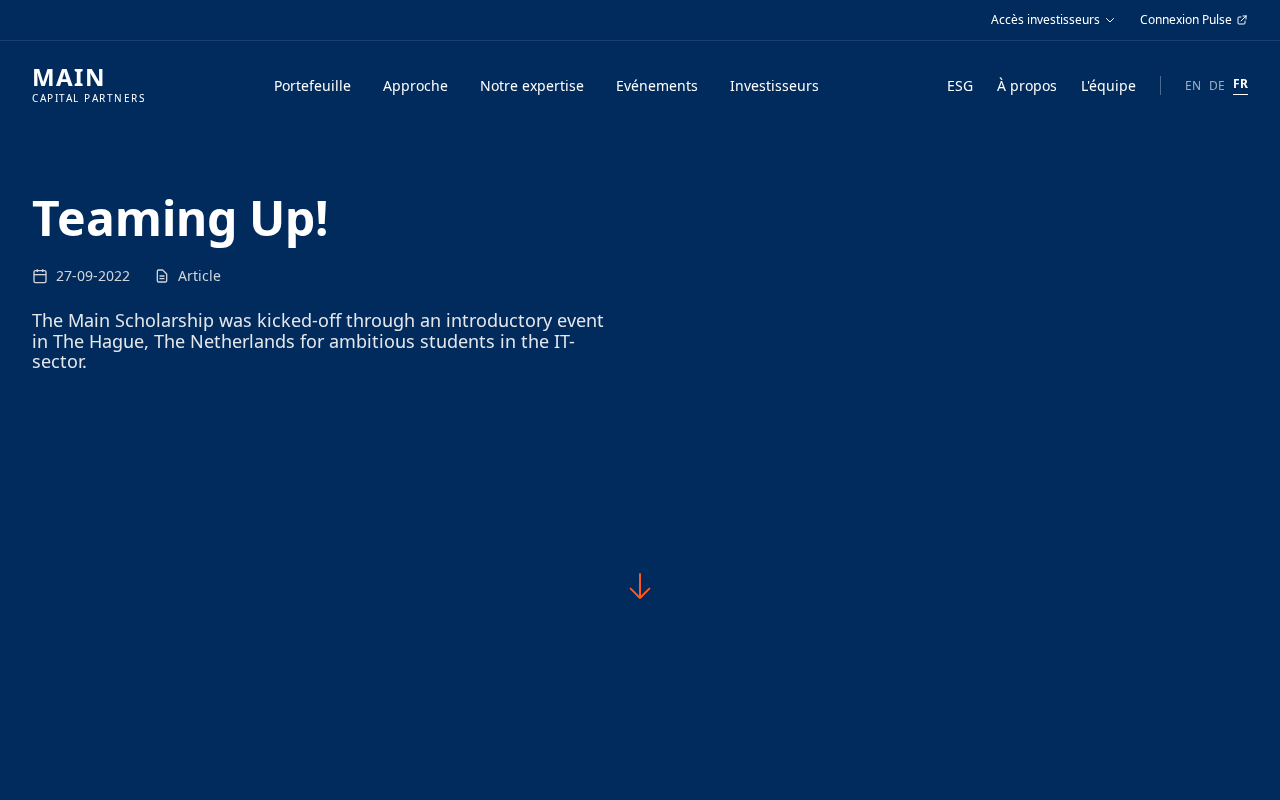 Accès investisseurs
Connexion Pulse
MAIN
CAPITAL PARTNERS
Portefeuille
Approche
Notre expertise
Evénements
Investisseurs
ESG
À propos
L'équipe
EN DE FR
Teaming Up!
27-09-2022
Article
The Main Scholarship was kicked-off through an introductory event
in The Hague, The Netherlands for ambitious students in the IT-
sector.